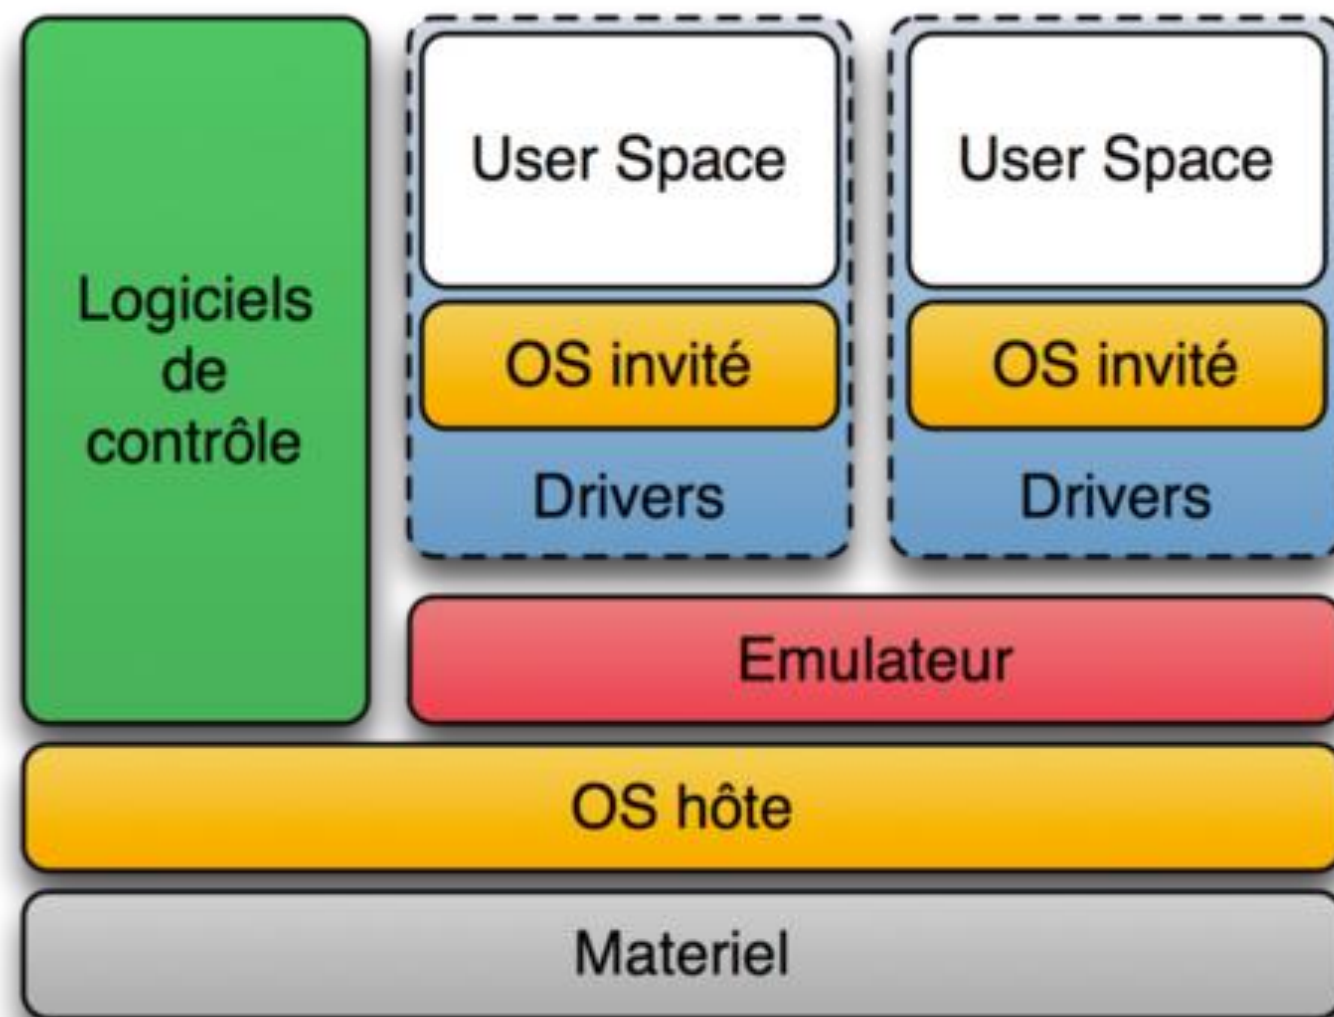 Logiciels
de
contrôle
User Space
User Space
OS invité
OS invité
Drivers
Drivers
Emulateur
OS hôte
Materiel